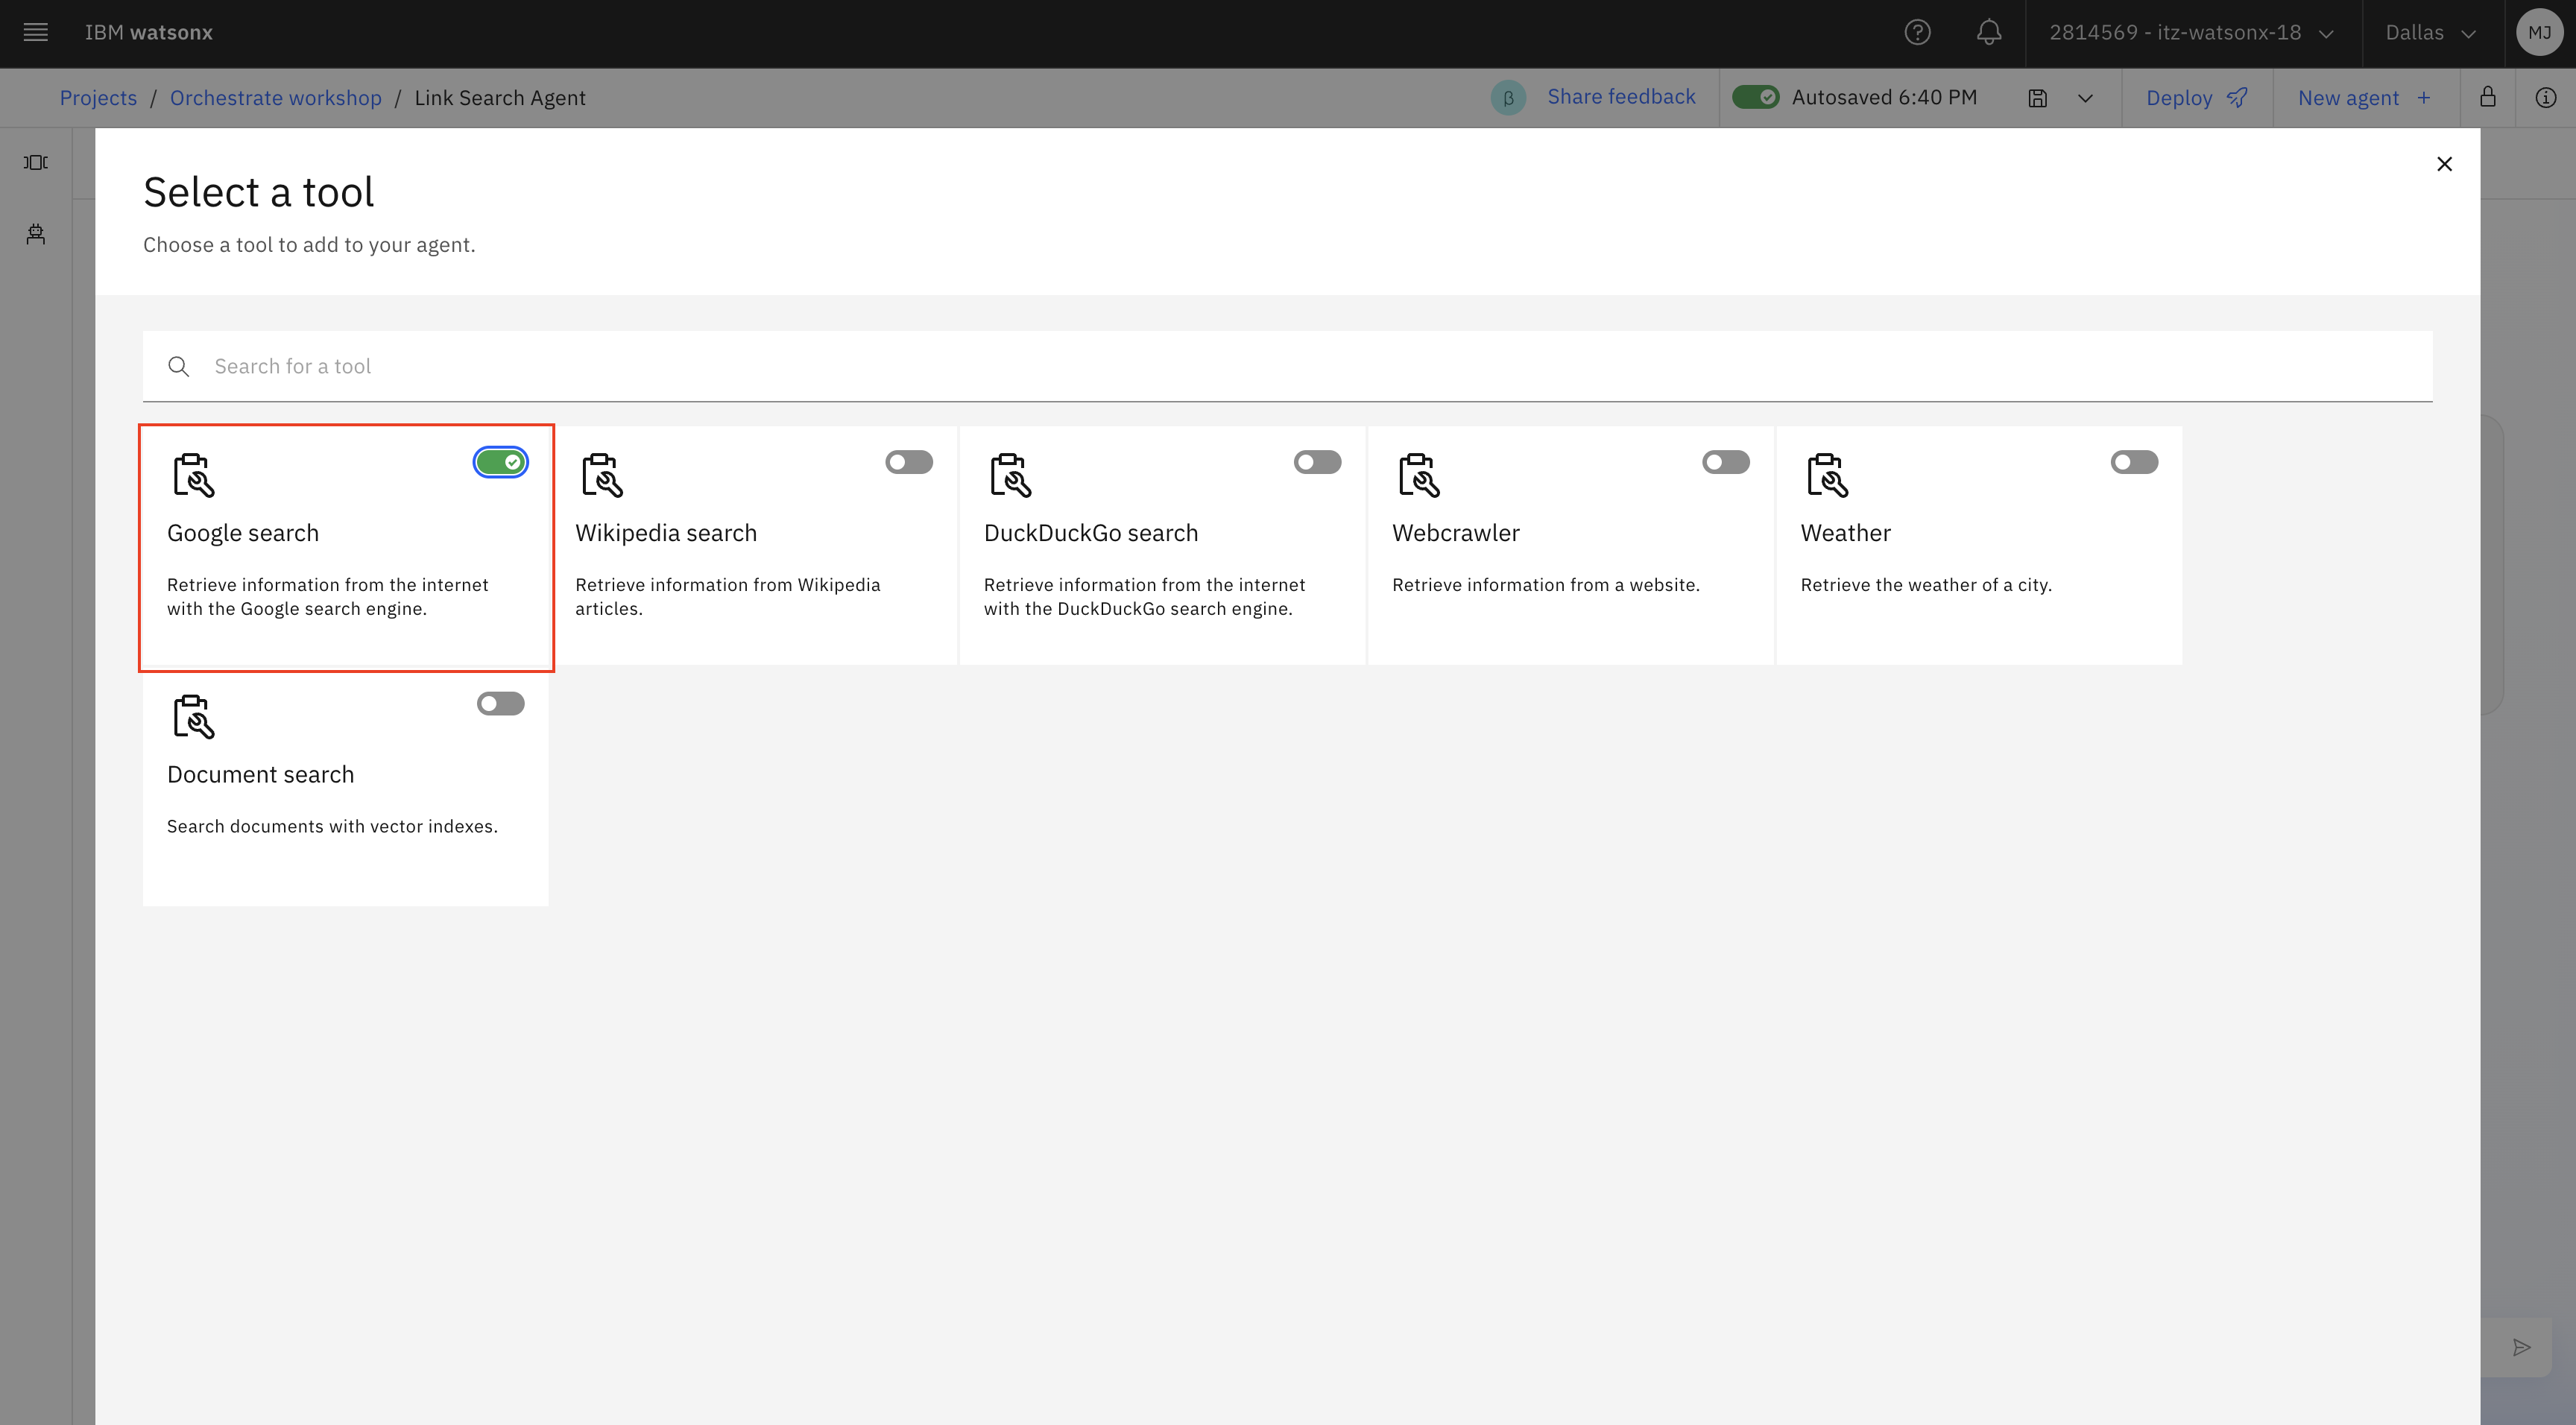 IBM watsonx
2814569 - itz-watsonx-18
Dallas
MJ
Projects / Orchestrate workshop / Link Search Agent
β
Share feedback
Autosaved 6:40 PM
Deploy
New agent +
Select a tool
Choose a tool to add to your agent.
Search for a tool
Google search
Retrieve information from the internet
with the Google search engine.
Wikipedia search
Retrieve information from Wikipedia
articles.
DuckDuckGo search
Retrieve information from the internet
with the DuckDuckGo search engine.
Webcrawler
Retrieve information from a website.
Weather
Retrieve the weather of a city.
Document search
Search documents with vector indexes.